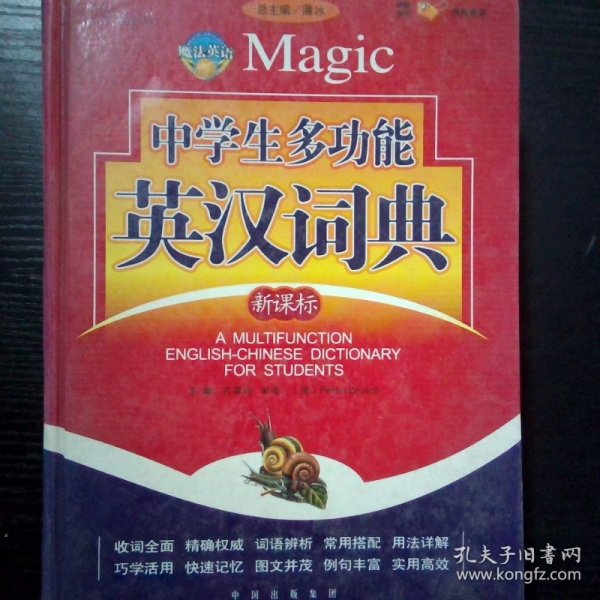 总主编／薄冰
魔法英语
Magic
中学生多功能
英汉词典
新课标
A MULTIFUNCTION
ENGLISH-CHINESE DICTIONARY
FOR STUDENTS
收词全面 精确权威 词语辨析 常用搭配 用法详解
巧学活用 快速记忆 图文并茂 例句丰富 实用高效
中国出版集团
孔夫子旧书网
www.kongfz.com